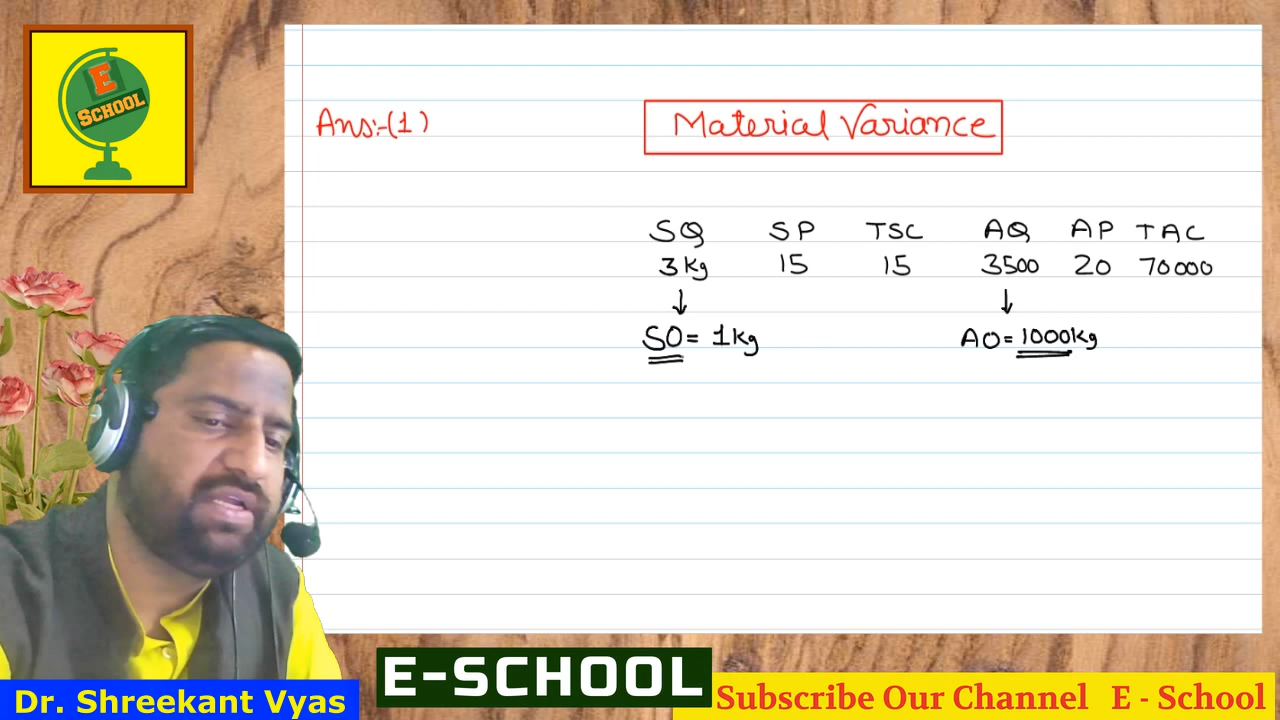 E
SCHOOL
Ans:-(1)
Material Variance
SQ SP TSC AQ AP TAC
3kg 15 15 3500 20 70000
↓ ↓
SO= 1kg AO= 1000kg
Dr. Shreekant Vyas
E-SCHOOL
Subscribe Our Channel E - School